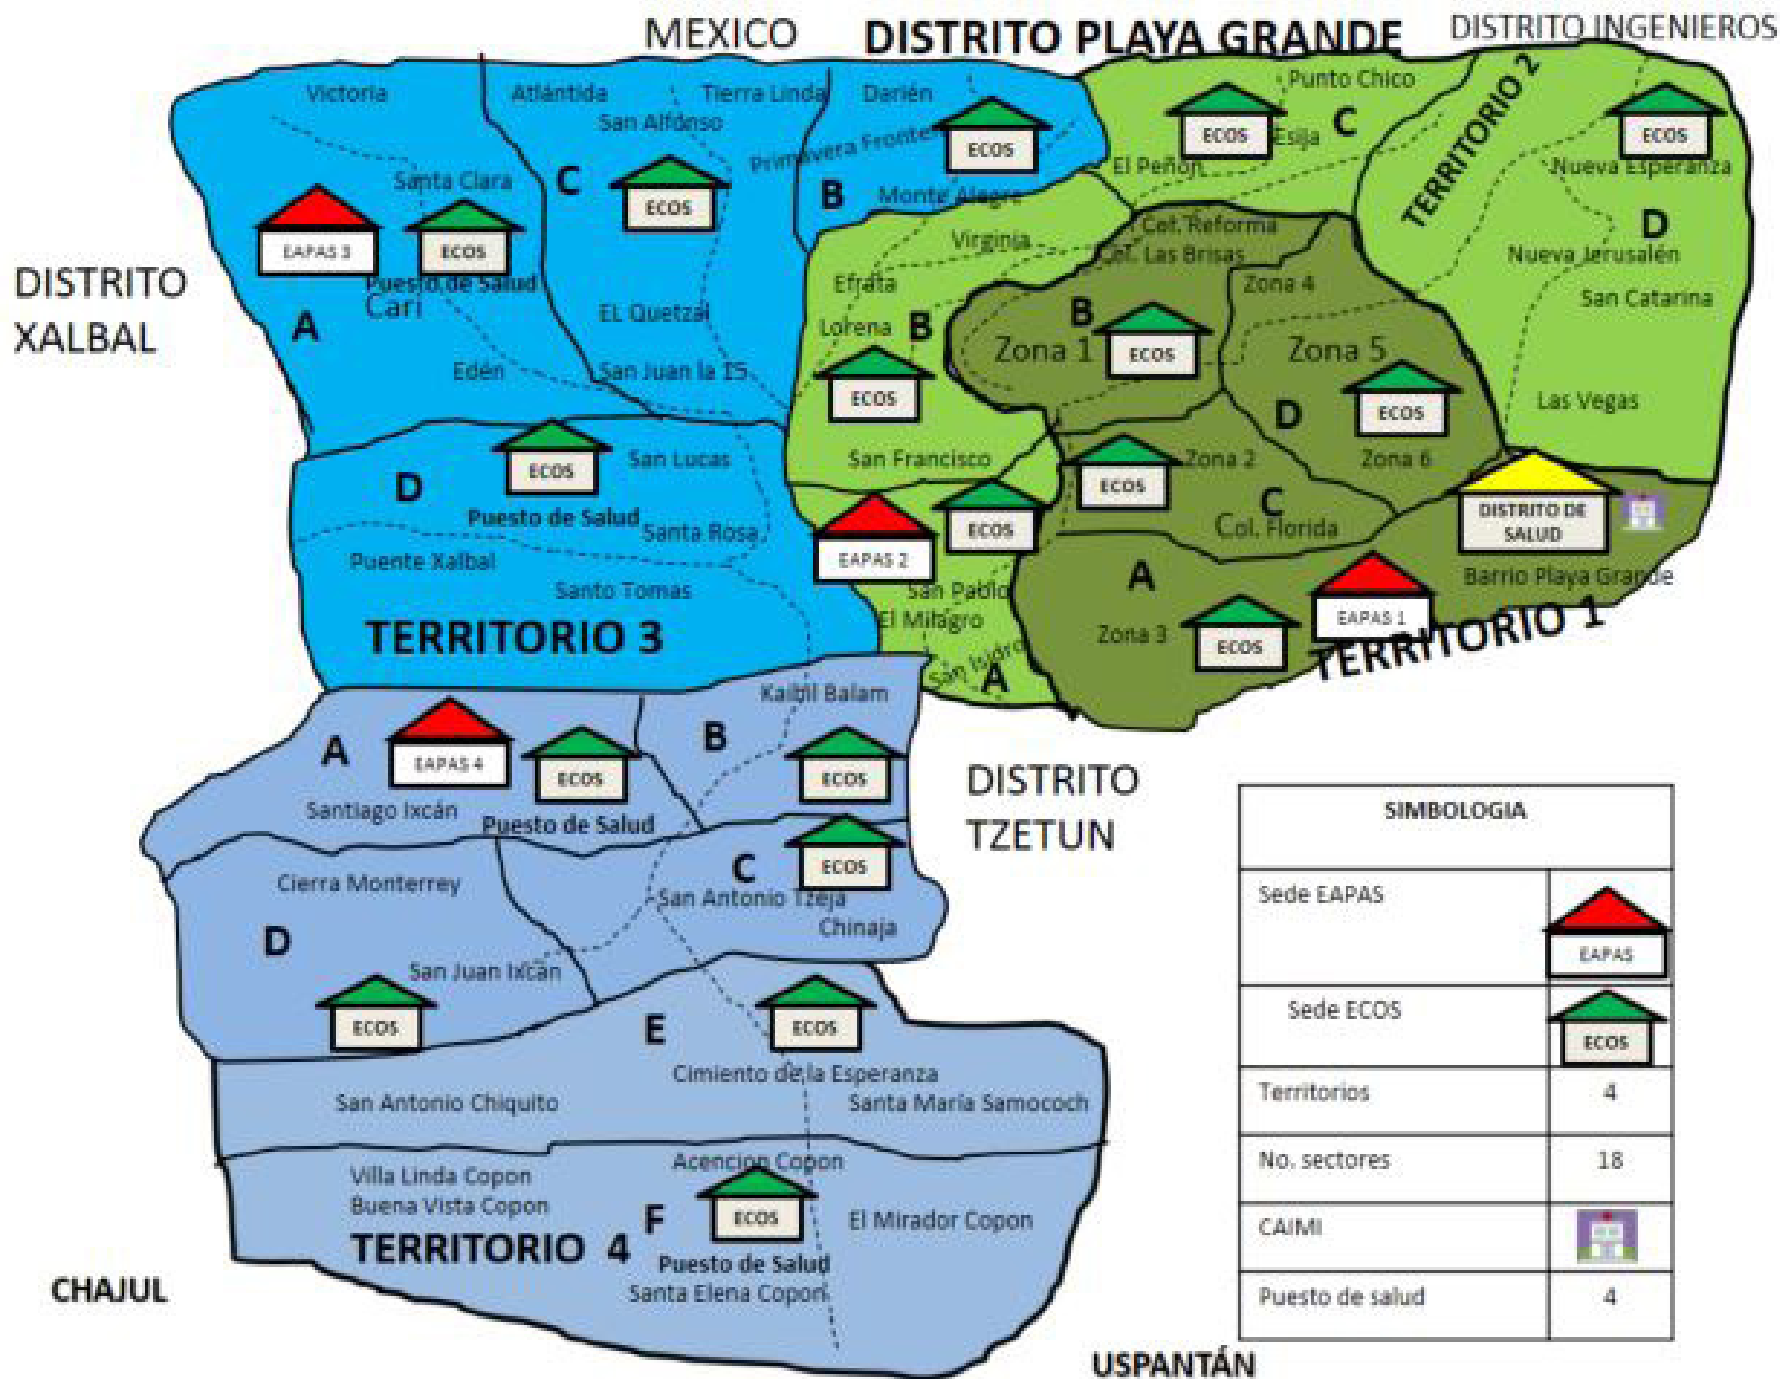 MEXICO
DISTRITO PLAYA GRANDE
DISTRITO INGENIEROS
DISTRITO
XALBAL
Victoria
Atlántida
Tierra Linda
Darién
San Alfonso
Primavera Fronte
ECOS
Santa Clara
C
ECOS
B
Monte Alegre
EAPAS 3
ECOS
Puesto de Salud
Cari
A
EL Quetzal
Edén
San Juan la 15
D
ECOS
San Lucas
Puesto de Salud
Santa Rosa
Puente Xalbal
Santo Tomas
TERRITORIO 3
Punto Chico
ECOS
Esija
C
El Peñon
TERRITORIO 2
ECOS
Nueva Esperanza
D
Nueva Jerusalén
San Catarina
Las Vegas
Virginia
Efrata
Lorena
B
ECOS
San Francisco
EAPAS 2
ECOS
San Pablo
El Milagro
San Isidro
A
Col. Reforma
Col. Las Brisas
Zona 4
B
Zona 1
ECOS
Zona 5
ECOS
D
Zona 6
ECOS
Zona 2
C
Col. Florida
DISTRITO DE
SALUD
A
Barrio Playa Grande
Zona 3
ECOS
EAPAS 1
TERRITORIO 1
Kaibil Balam
A
EAPAS 4
ECOS
B
ECOS
Santiago Ixcán
Puesto de Salud
DISTRITO
TZETUN
C
ECOS
Cierra Monterrey
San Antonio Tzeja
Chinaja
D
San Juan Ixcán
ECOS
E
ECOS
Cimiento de la Esperanza
San Antonio Chiquito
Santa María Samococh
Acencion Copon
Villa Linda Copon
Buena Vista Copon
F
ECOS
El Mirador Copon
TERRITORIO 4
Puesto de Salud
Santa Elena Copon
CHAJUL
USPANTÁN
SIMBOLOGIA
Sede EAPAS
EAPAS
Sede ECOS
ECOS
Territorios 4
No. sectores 18
CAIMI
Puesto de salud 4